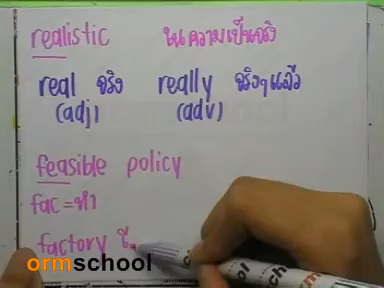 realistic ในความเป็นจริง
real จริง really จริงๆแล้ว
(adj) (adv)
feasible policy
fac = ทำ
factory
ormschool
school